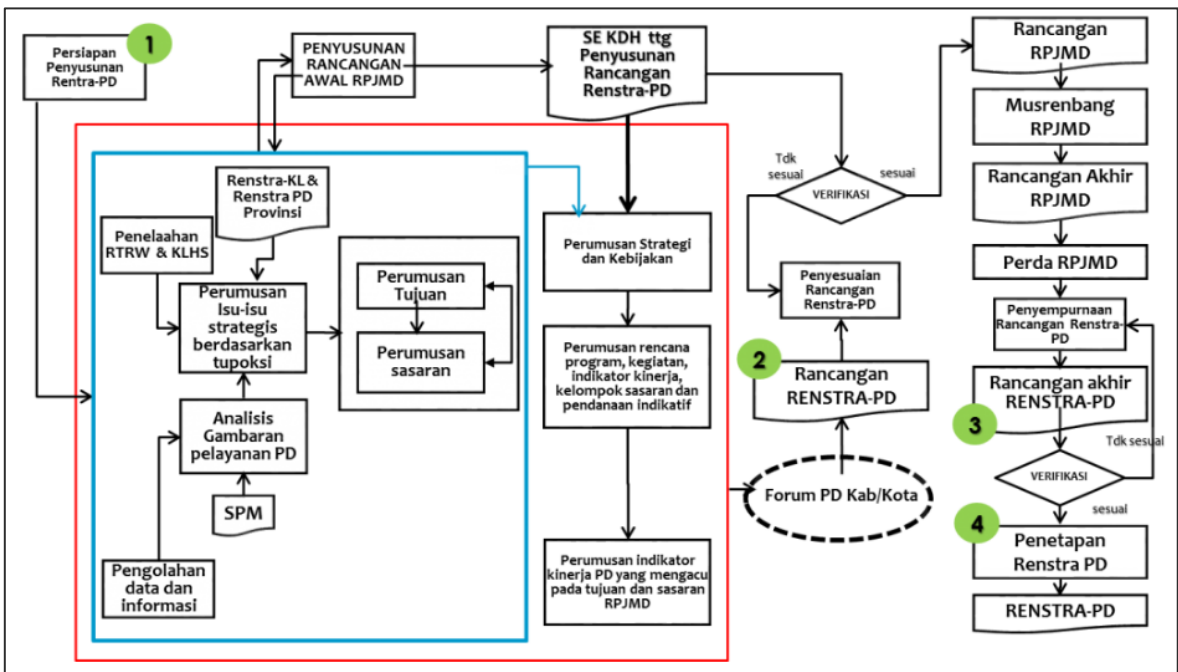 1
Persiapan
Penyusunan
Rentra-PD
PENYUSUNAN
RANCANGAN
AWAL RPJMD
SE KDH ttg
Penyusunan
Rancangan
Renstra-PD
Renstra-KL &
Renstra PD
Provinsi
Penelaahan
RTRW & KLHS
Perumusan
Isu-isu
strategis
berdasarkan
tupoksi
Analisis
Gambaran
pelayanan PD
SPM
Pengolahan
data dan
informasi
Perumusan
Tujuan
Perumusan
sasaran
Perumusan Strategi
dan Kebijakan
Perumusan rencana
program, kegiatan,
indikator kinerja,
kelompok sasaran dan
pendanaan indikatif
Perumusan indikator
kinerja PD yang mengacu
pada tujuan dan sasaran
RPJMD
Forum PD Kab/Kota
2
Rancangan
RENSTRA-PD
Penyesuaian
Rancangan
Renstra-PD
Tdk
sesual
VERIFIKASI
sesuai
Rancangan
RPJMD
Musrenbang
RPJMD
Rancangan Akhir
RPJMD
Perda RPJMD
Penyempurnaan
Rancangan Renstra-
PD
Rancangan akhir
RENSTRA-PD
3
Tdk sesual
VERIFIKASI
sesual
4
Penetapan
Renstra PD
RENSTRA-PD